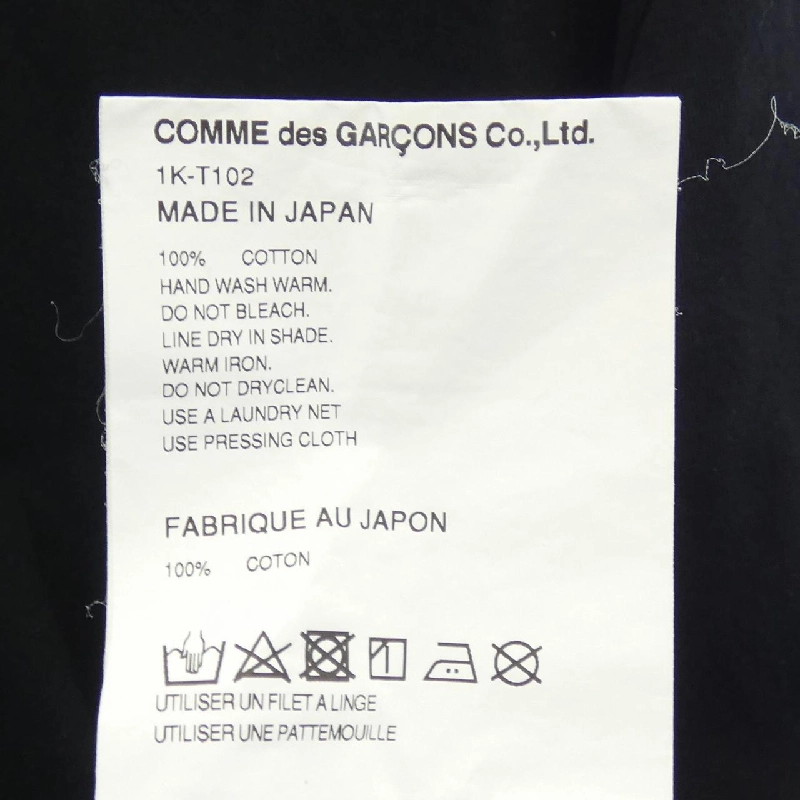 COMME des GARÇONS Co.,Ltd.
1K-T102
MADE IN JAPAN
100% COTTON
HAND WASH WARM.
DO NOT BLEACH.
LINE DRY IN SHADE.
WARM IRON.
DO NOT DRYCLEAN.
USE A LAUNDRY NET
USE PRESSING CLOTH
FABRIQUE AU JAPON
100% COTON
UTILISER UN FILET A LINGE
UTILISER UNE PATTEMOUILLE